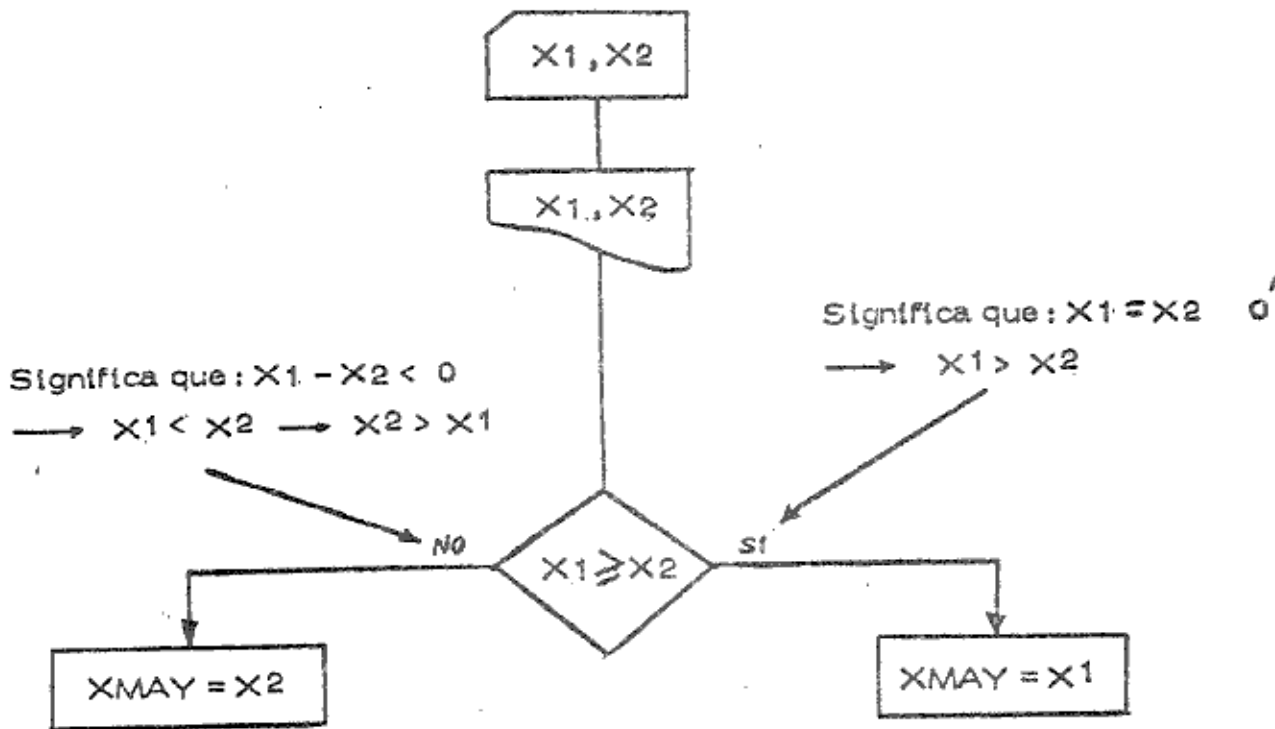 X1, X2
X1, X2
Significa que: X1 = X2 ó
→ X1 > X2
Significa que: X1 - X2 < 0
→ X1 < X2 → X2 > X1
NO
X1 ⩾ X2
SI
XMAY = X2
XMAY = X1